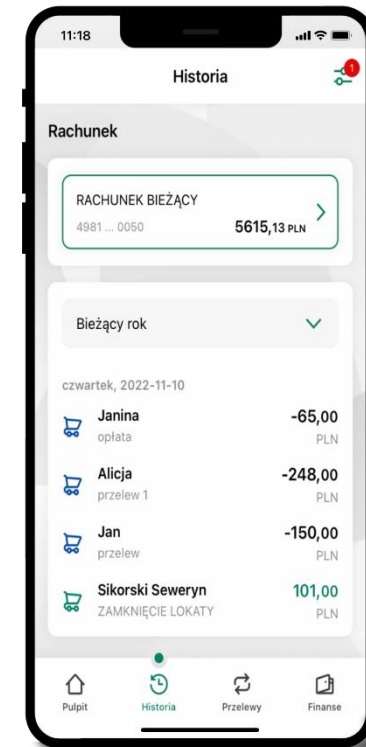 11:18
Historia
1
Rachunek
RACHUNEK BIEŻĄCY
4981 ... 0050 5615,13 PLN
Bieżący rok
czwartek, 2022-11-10
Janina -65,00
opłata PLN
Alicja -248,00
przelew 1 PLN
Jan -150,00
przelew PLN
Sikorski Seweryn 101,00
ZAMKNIĘCIE LOKATY PLN
Pulpit Historia Przelewy Finanse